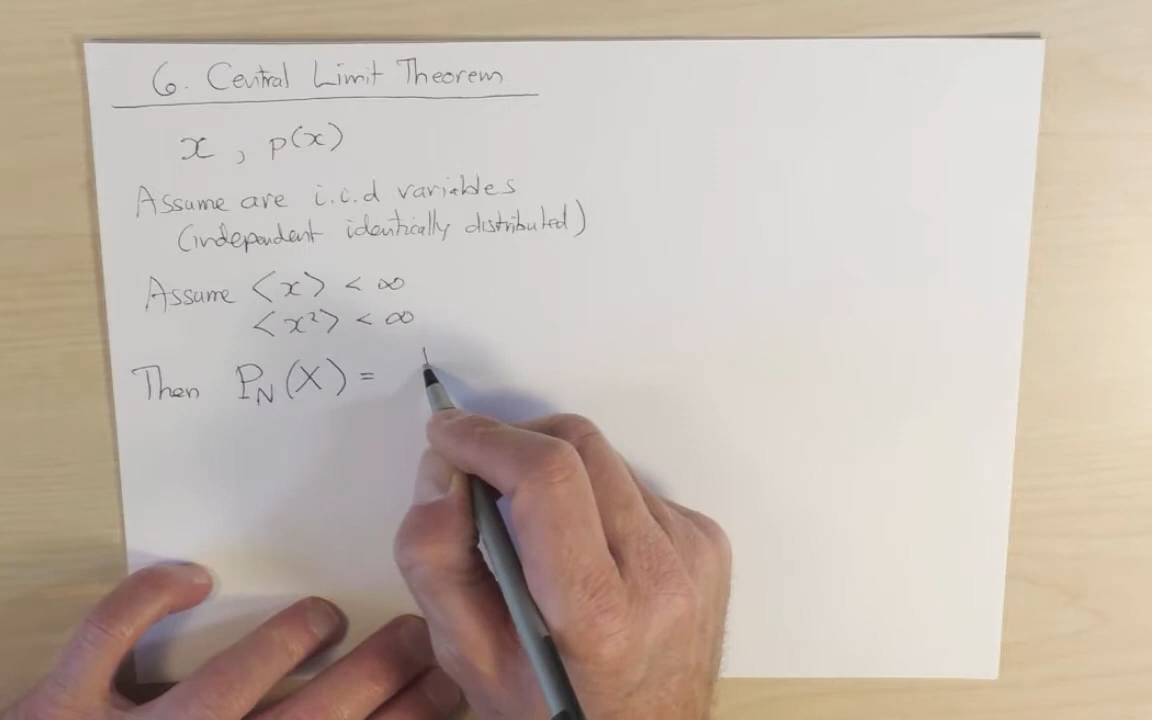 6. Central Limit Theorem
x , p(x)
Assume are i.i.d variables
(independent identically distributed)
Assume <x> < ∞
<x²> < ∞
Then P_N(X) =